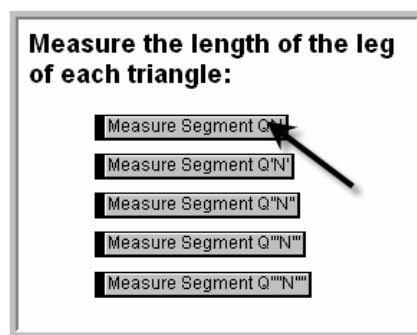 Measure the length of the leg
of each triangle:
Measure Segment QN
Measure Segment Q'N'
Measure Segment Q"N"
Measure Segment Q'"N'"
Measure Segment Q""N""